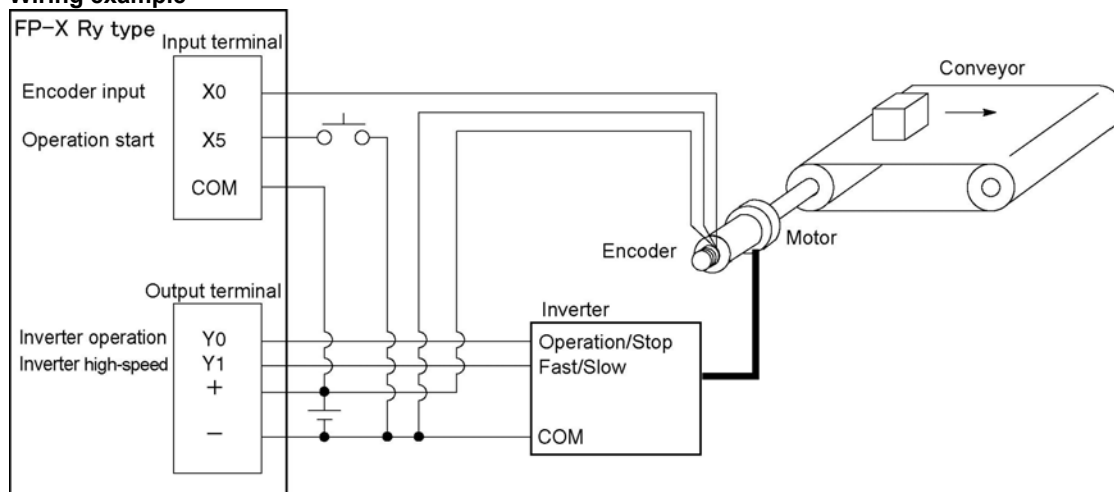 Wiring example
FP-X Ry type
Input terminal
Encoder input X0
Operation start X5
COM
Conveyor
Encoder
Motor
Output terminal
Inverter operation Y0
Inverter high-speed Y1
+
−
Inverter
Operation/Stop
Fast/Slow
COM